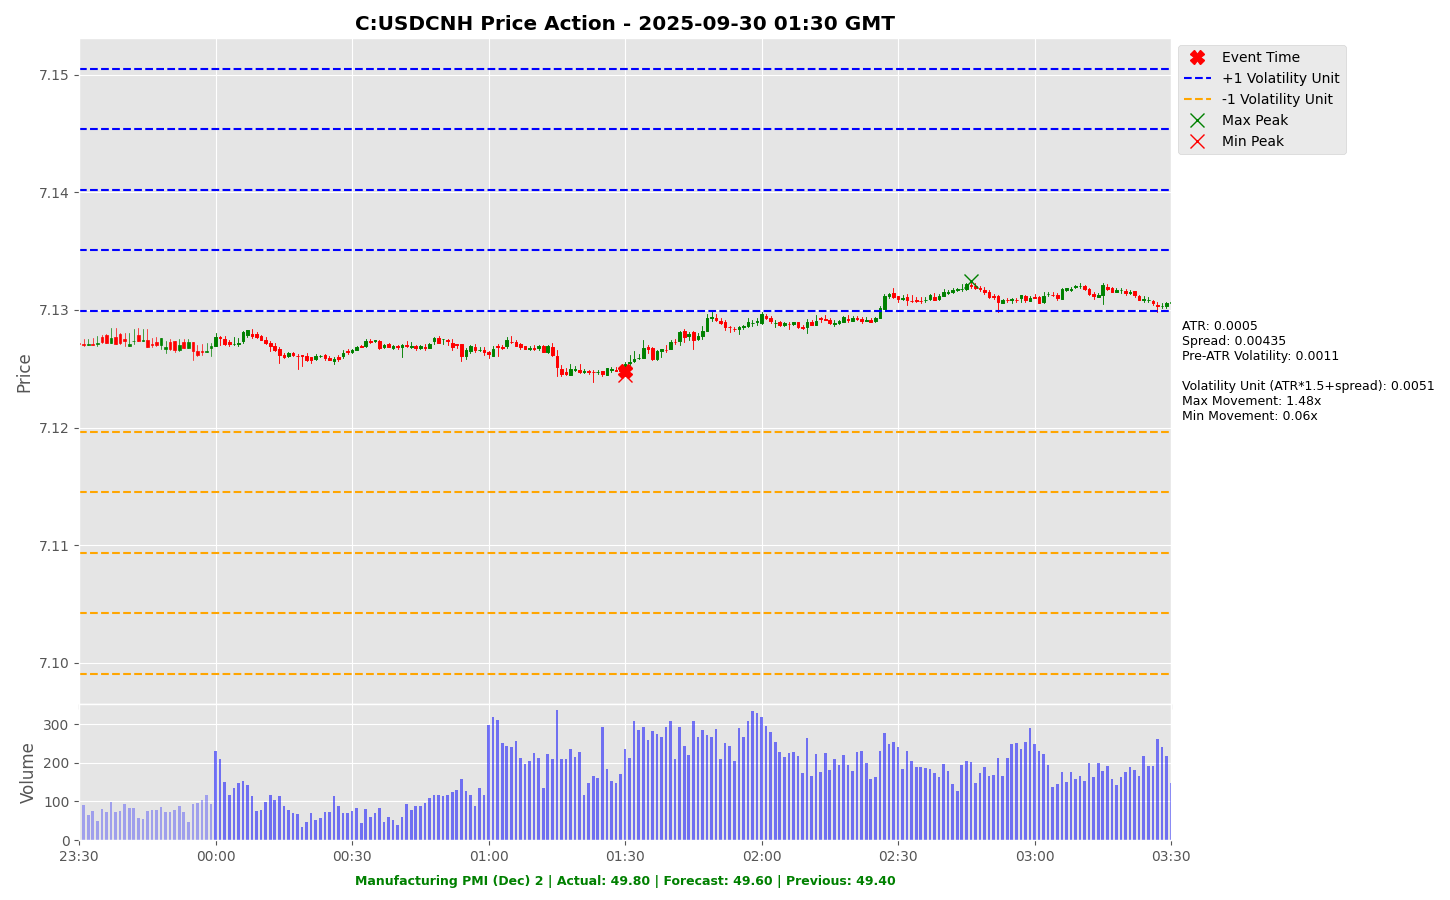 C:USDCNH Price Action - 2025-09-30 01:30 GMT
Event Time
+1 Volatility Unit
-1 Volatility Unit
Max Peak
Min Peak
7.15
7.14
7.13
7.12
7.11
7.10
Price
ATR: 0.0005
Spread: 0.00435
Pre-ATR Volatility: 0.0011
Volatility Unit (ATR*1.5+spread): 0.0051
Max Movement: 1.48x
Min Movement: 0.06x
300
200
100
0
Volume
23:30 00:00 00:30 01:00 01:30 02:00 02:30 03:00 03:30
Manufacturing PMI (Dec) 2 | Actual: 49.80 | Forecast: 49.60 | Previous: 49.40